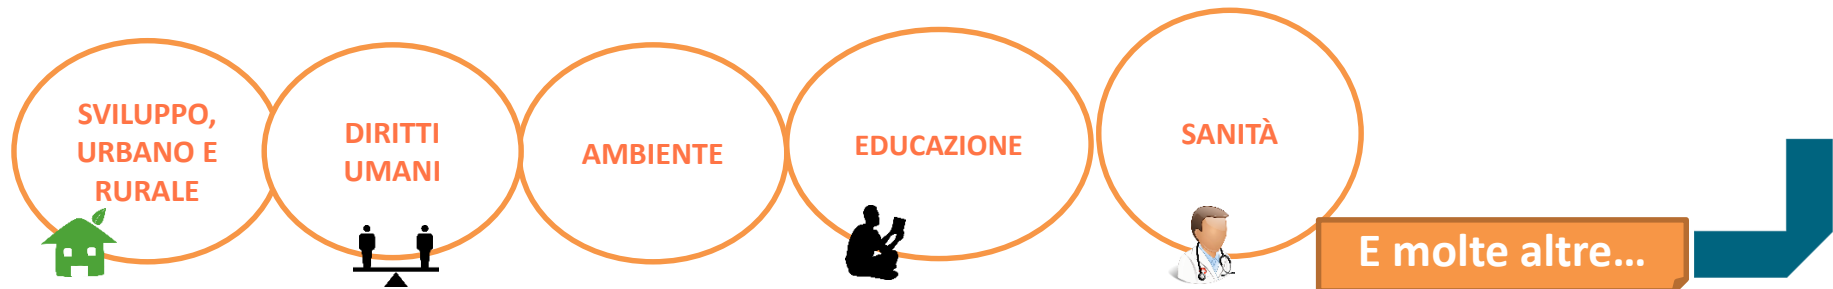 SVILUPPO,
URBANO E
RURALE
DIRITTI
UMANI
AMBIENTE
EDUCAZIONE
SANITÀ
E molte altre...